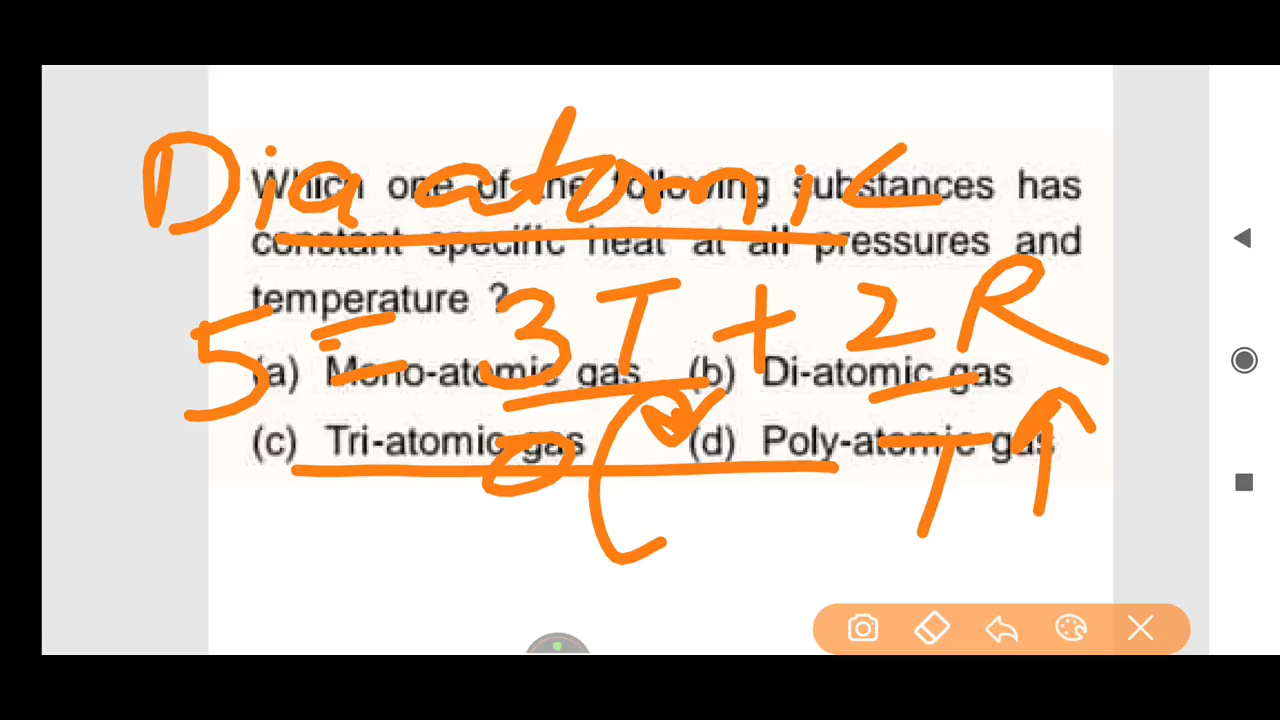 Diaatomic
Which one of the following substances has
constant specific heat at all pressures and
temperature ?
5 = 3T + 2R
(a) Mono-atomic gas (b) Di-atomic gas
(c) Tri-atomic gas (d) Poly-atomic gas